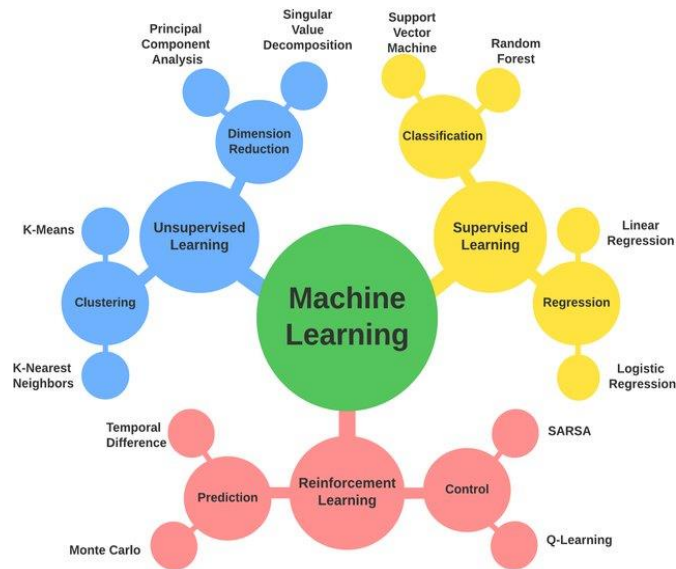 Singular
Value
Decomposition
Principal
Component
Analysis
Support
Vector
Machine
Random
Forest
Dimension
Reduction
Classification
K-Means
Unsupervised
Learning
Supervised
Learning
Linear
Regression
Clustering
Machine
Learning
Regression
K-Nearest
Neighbors
Logistic
Regression
Temporal
Difference
SARSA
Prediction
Reinforcement
Learning
Control
Monte Carlo
Q-Learning